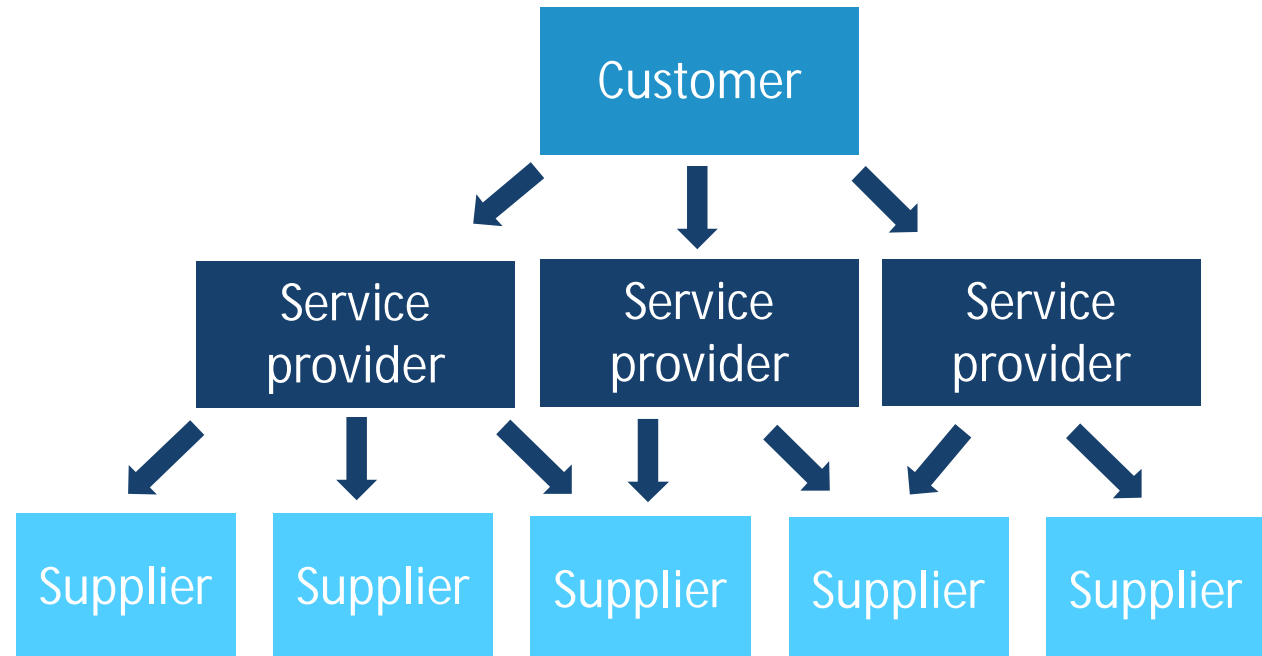 Customer
Service
provider
Service
provider
Service
provider
Supplier
Supplier
Supplier
Supplier
Supplier